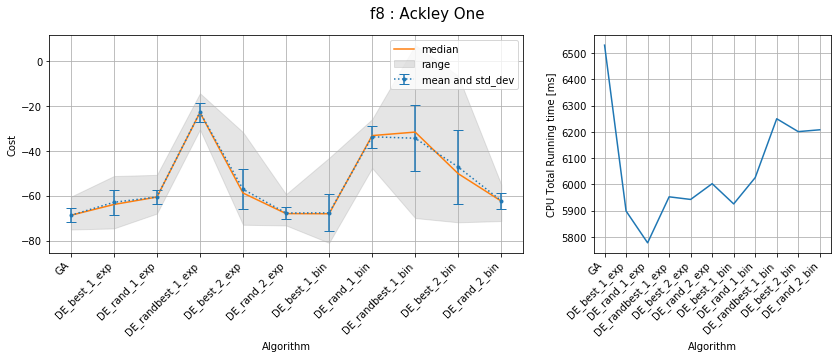 f8 : Ackley One
median
range
mean and std_dev
0
−20
−40
−60
−80
Cost
GA
DE_best_1_exp
DE_rand_1_exp
DE_randbest_1_exp
DE_best_2_exp
DE_rand_2_exp
DE_best_1_bin
DE_rand_1_bin
DE_randbest_1_bin
DE_best_2_bin
DE_rand_2_bin
Algorithm
6500
6400
6300
6200
6100
6000
5900
5800
CPU Total Running time [ms]
GA
DE_best_1_exp
DE_rand_1_exp
DE_randbest_1_exp
DE_best_2_exp
DE_rand_2_exp
DE_best_1_bin
DE_rand_1_bin
DE_randbest_1_bin
DE_best_2_bin
DE_rand_2_bin
Algorithm